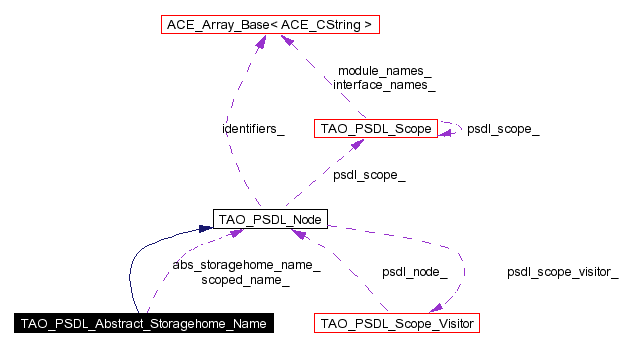 ACE_Array_Base< ACE_CString >
module_names_
interface_names_
identifiers_
TAO_PSDL_Scope
psdl_scope_
psdl_scope_
TAO_PSDL_Node
abs_storagehome_name_
scoped_name_
psdl_node_
psdl_scope_visitor_
TAO_PSDL_Abstract_Storagehome_Name
TAO_PSDL_Scope_Visitor